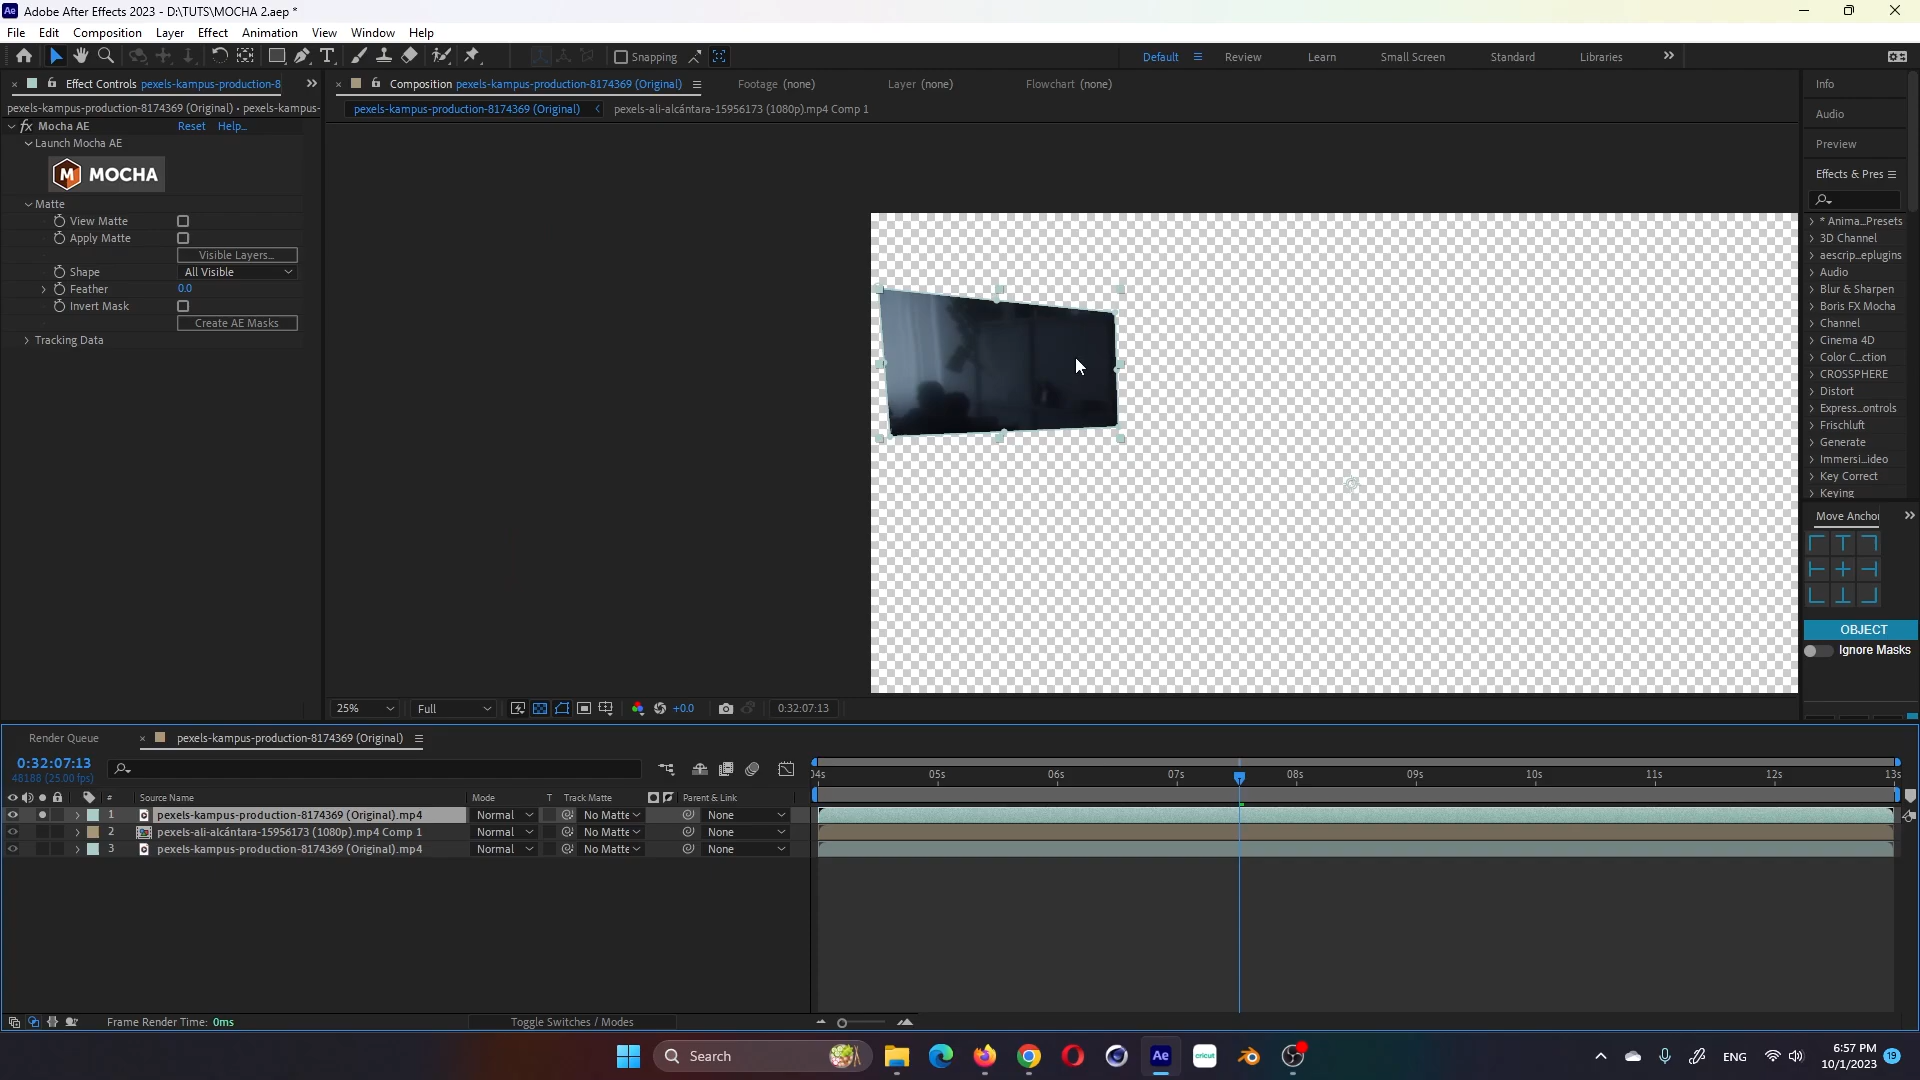 Adobe After Effects 2023 - D:\TUTS\MOCHA 2.aep *
File Edit Composition Layer Effect Animation View Window Help
Snapping
Default Review Learn Small Screen Standard Libraries
Effect Controls pexels-kampus-production-8
Composition pexels-kampus-production-8174369 (Original)
Footage (none)
Layer (none)
Flowchart (none)
pexels-kampus-production-8174369 (Original) • pexels-kampus-
pexels-kampus-production-8174369 (Original)
pexels-ali-alcántara-15956173 (1080p).mp4 Comp 1
fx Mocha AE Reset Help...
Launch Mocha AE
M MOCHA
Matte
View Matte
Apply Matte
Visible Layers...
Shape All Visible
Feather 0.0
Invert Mask
Create AE Masks
Tracking Data
Info
Audio
Preview
Effects & Pres
* Anima...Presets
3D Channel
aescrip...eplugins
Audio
Blur & Sharpen
Boris FX Mocha
Channel
Cinema 4D
Color C...ction
CROSSPHERE
Distort
Express...ontrols
Frischluft
Generate
Immersi...ideo
Key Correct
Keying
Move Anchor
OBJECT
Ignore Masks
25% Full +0.0 0:32:07:13
Render Queue
pexels-kampus-production-8174369 (Original)
0:32:07:13
48188 (25.00 fps)
04s 05s 06s 07s 08s 09s 10s 11s 12s 13s
# Source Name Mode T Track Matte Parent & Link
1 pexels-kampus-production-8174369 (Original).mp4 Normal No Matte None
2 pexels-ali-alcántara-15956173 (1080p).mp4 Comp 1 Normal No Matte None
3 pexels-kampus-production-8174369 (Original).mp4 Normal No Matte None
Frame Render Time: 0ms
Toggle Switches / Modes
Search
Ae
cricut
ENG
6:57 PM
10/1/2023
19